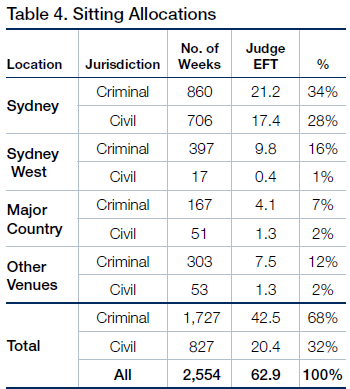 Table 4. Sitting Allocations
Location Jurisdiction No. of Weeks Judge EFT %
Sydney Criminal 860 21.2 34%
Civil 706 17.4 28%
Sydney West Criminal 397 9.8 16%
Civil 17 0.4 1%
Major Country Criminal 167 4.1 7%
Civil 51 1.3 2%
Other Venues Criminal 303 7.5 12%
Civil 53 1.3 2%
Total Criminal 1,727 42.5 68%
Civil 827 20.4 32%
All 2,554 62.9 100%